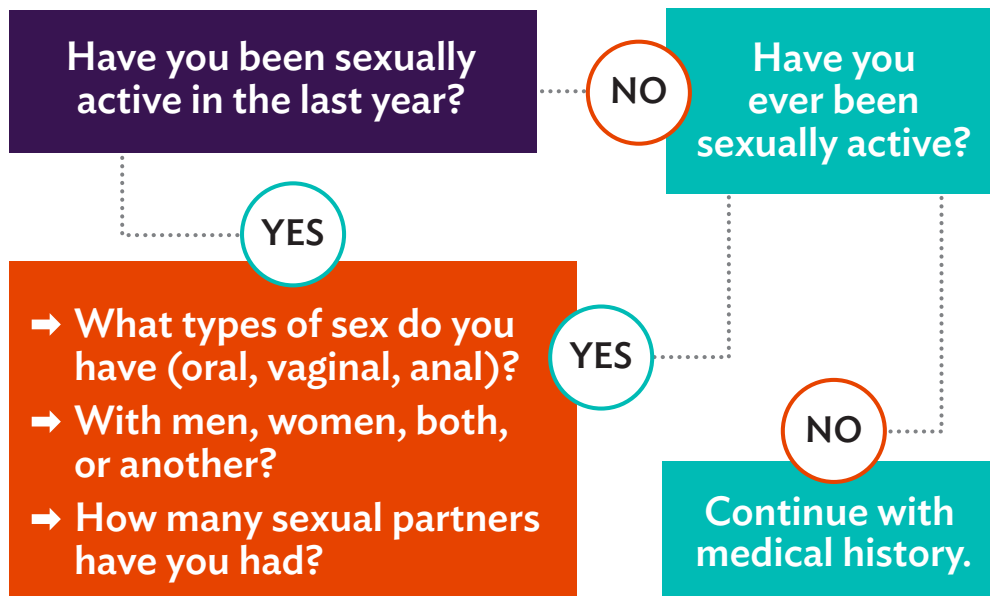 Have you been sexually
active in the last year?
NO
Have you
ever been
sexually active?
YES
➡ What types of sex do you
have (oral, vaginal, anal)?
➡ With men, women, both,
or another?
➡ How many sexual partners
have you had?
YES
NO
Continue with
medical history.